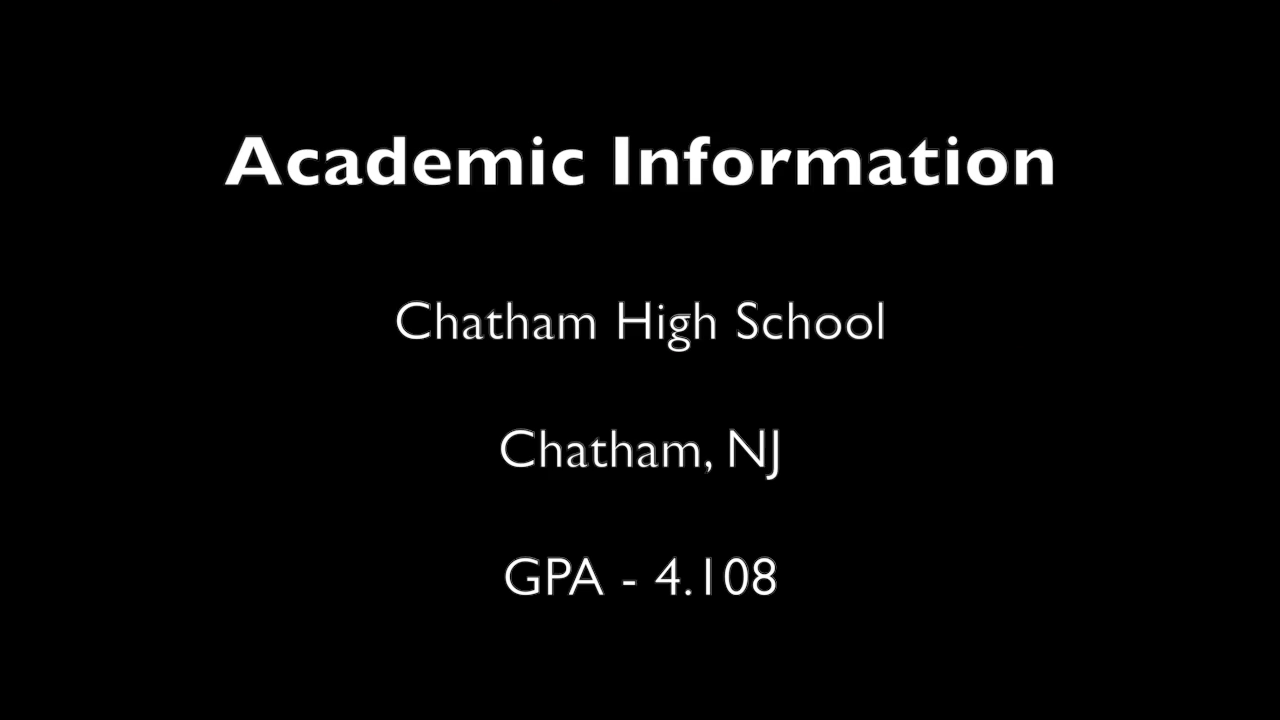 Academic Information
Chatham High School
Chatham, NJ
GPA - 4.108